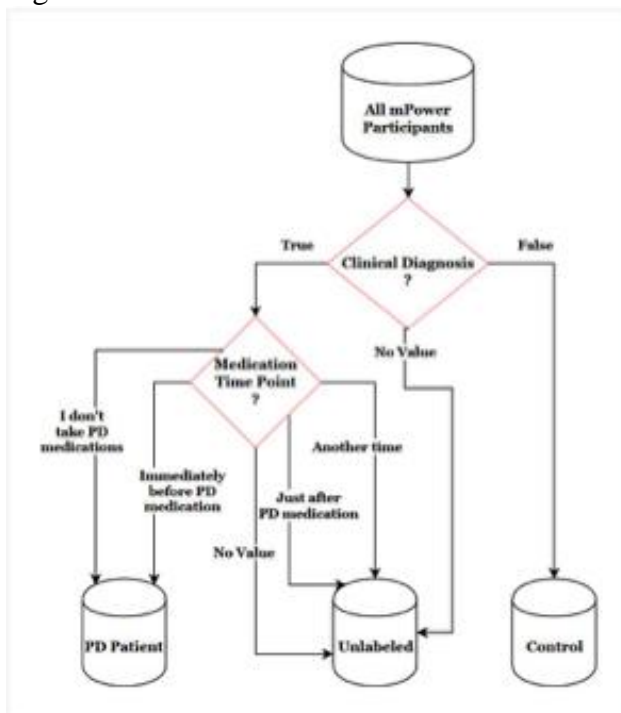 All mPower
Participants
True
False
Clinical Diagnosis
?
No Value
Medication
Time Point
?
I don't
take PD
medications
Immediately
before PD
medication
Another time
Just after
PD medication
No Value
PD Patient
Unlabeled
Control